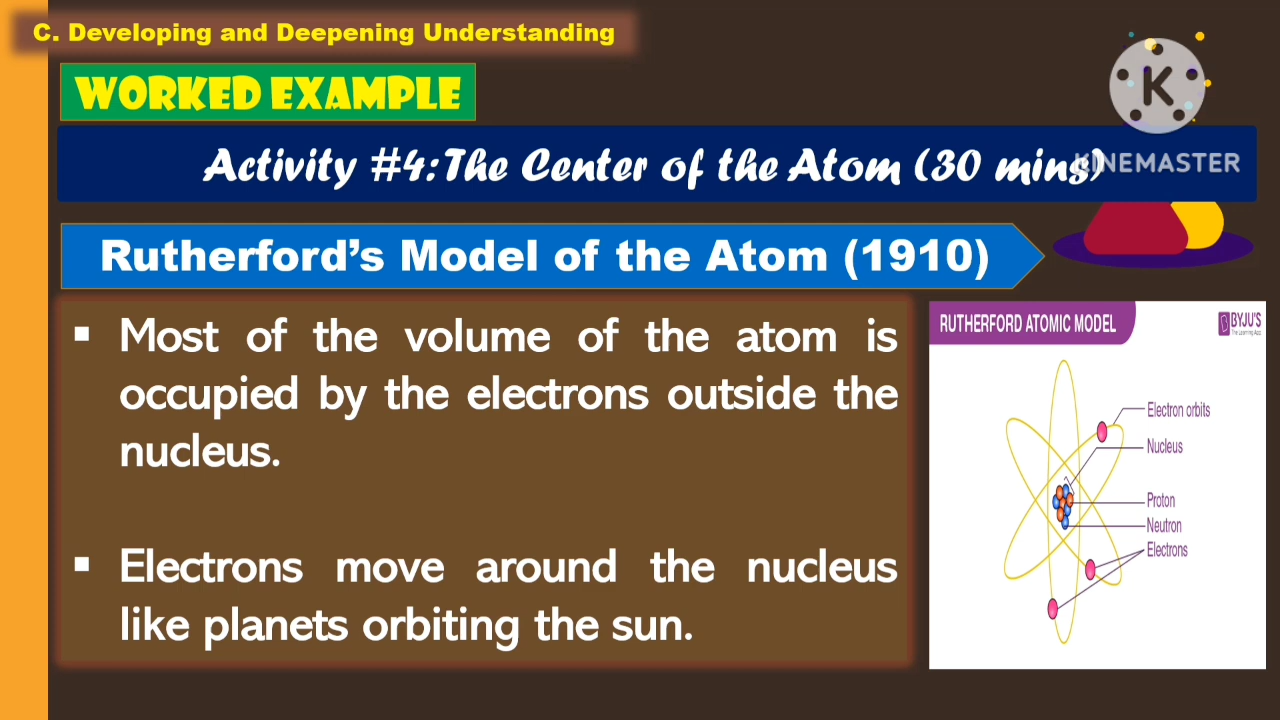 C. Developing and Deepening Understanding
WORKED EXAMPLE
K
KINEMASTER
Activity #4: The Center of the Atom (30 mins)
Rutherford's Model of the Atom (1910)
▪ Most of the volume of the atom is
occupied by the electrons outside the
nucleus.
▪ Electrons move around the nucleus
like planets orbiting the sun.
RUTHERFORD ATOMIC MODEL
BYJU'S
The Learning App
Electron orbits
Nucleus
Proton
Neutron
Electrons